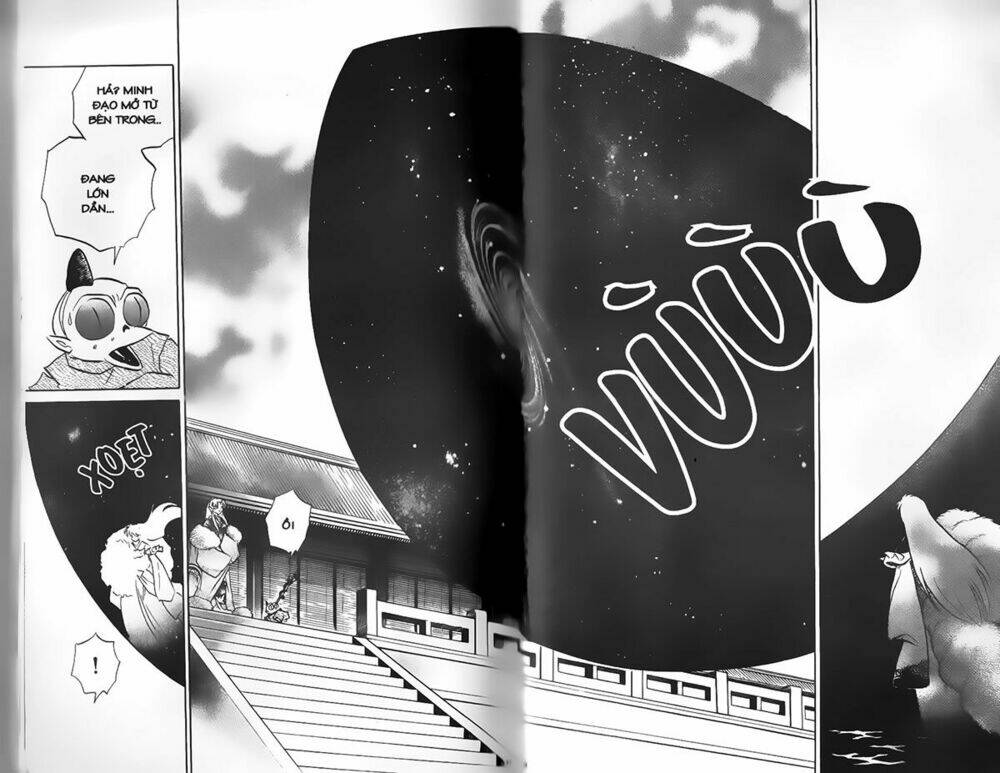 HẢ? MINH
ĐẠO MỞ TỪ
BÊN TRONG..
ĐANG
LỚN
DẦN...
XOẸT
!
ÔI
VÙÙÙ